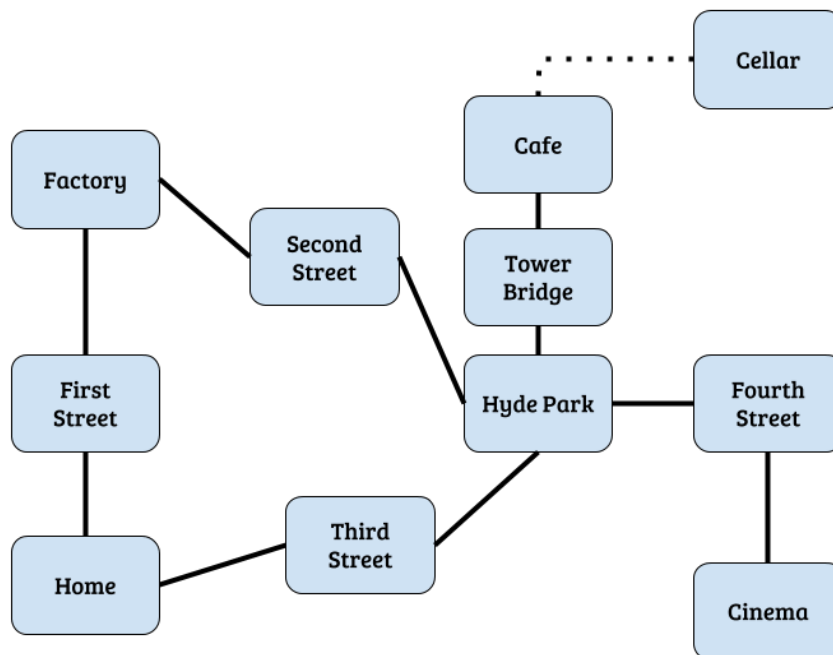 Cellar
Cafe
Factory
Second
Street
Tower
Bridge
First
Street
Hyde Park
Fourth
Street
Third
Street
Home
Cinema